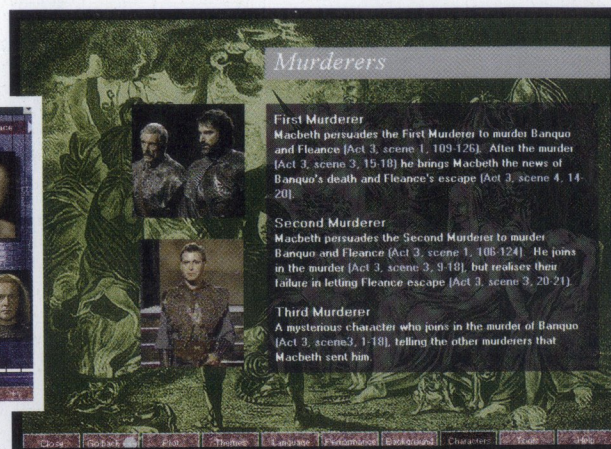 Murderers
First Murderer
Macbeth persuades the First Murderer to murder Banquo
and Fleance (Act 3, scene 1, 109-126). After the murder
(Act 3, scene 3, 15-18) he brings Macbeth the news of
Banquo's death and Fleance's escape (Act 3, scene 4, 14-
20).
Second Murderer
Macbeth persuades the Second Murderer to murder
Banquo and Fleance (Act 3, scene 1, 106-124). He joins
in the murder (Act 3, scene 3, 9-18), but realises their
failure in letting Fleance escape (Act 3, scene 3, 20-21).
Third Murderer
A mysterious character who joins in the murder of Banquo
(Act 3, scene3, 1-18), telling the other murderers that
Macbeth sent him.
Close Go back Plot Themes Language Performance Background Characters Tools Help